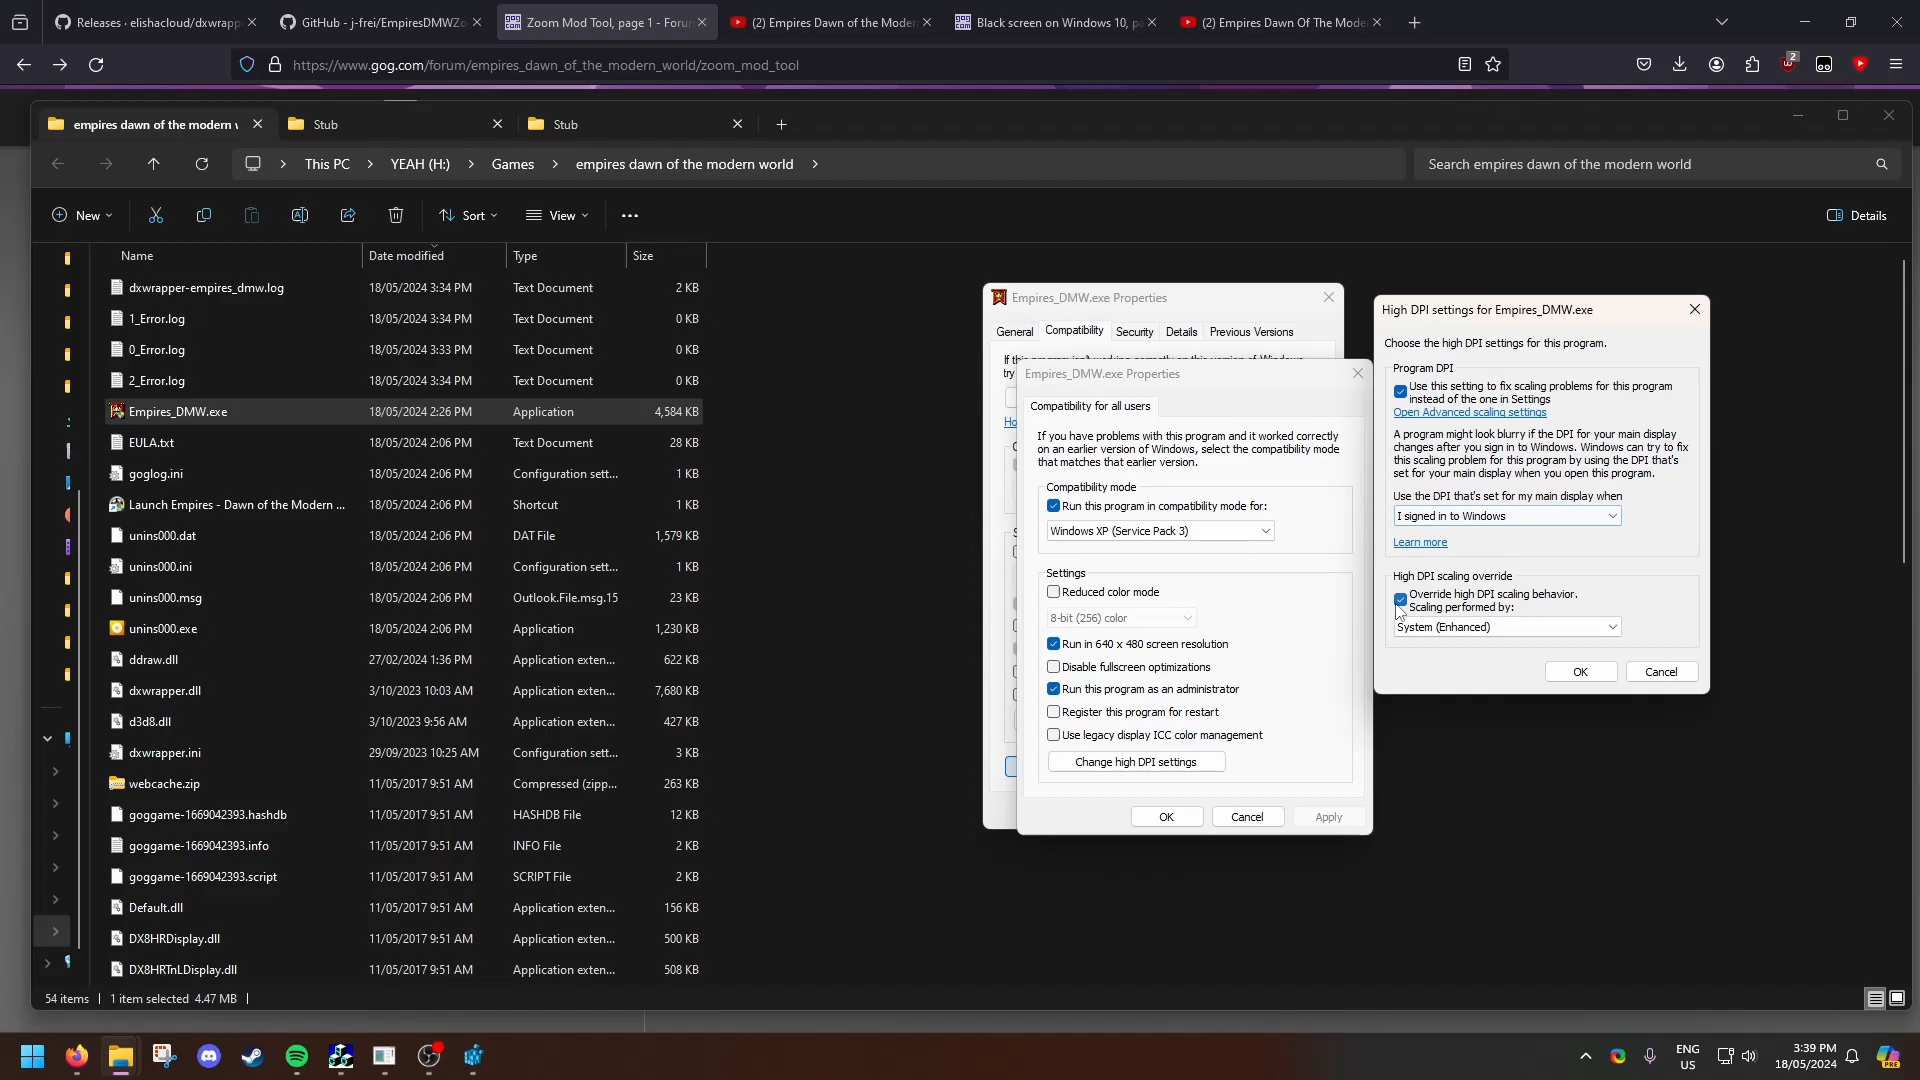 Releases · elishacloud/dxwrapp
GitHub - j-frei/EmpiresDMWZo
Zoom Mod Tool, page 1 - Forun
(2) Empires Dawn of the Moder
Black screen on Windows 10, pa
(2) Empires Dawn Of The Mode
https://www.gog.com/forum/empires_dawn_of_the_modern_world/zoom_mod_tool
2
empires dawn of the modern w
Stub
Stub
This PC
YEAH (H:)
Games
empires dawn of the modern world
Search empires dawn of the modern world
New
Sort
View
Details
Name
Date modified
Type
Size
dxwrapper-empires_dmw.log 18/05/2024 3:34 PM Text Document 2 KB
1_Error.log 18/05/2024 3:34 PM Text Document 0 KB
0_Error.log 18/05/2024 3:33 PM Text Document 0 KB
2_Error.log 18/05/2024 3:34 PM Text Document 0 KB
Empires_DMW.exe 18/05/2024 2:26 PM Application 4,584 KB
EULA.txt 18/05/2024 2:06 PM Text Document 28 KB
goglog.ini 18/05/2024 2:06 PM Configuration sett... 1 KB
Launch Empires - Dawn of the Modern ... 18/05/2024 2:06 PM Shortcut 1 KB
unins000.dat 18/05/2024 2:06 PM DAT File 1,579 KB
unins000.ini 18/05/2024 2:06 PM Configuration sett... 1 KB
unins000.msg 18/05/2024 2:06 PM Outlook.File.msg.15 23 KB
unins000.exe 18/05/2024 2:06 PM Application 1,230 KB
ddraw.dll 27/02/2024 1:36 PM Application exten... 622 KB
dxwrapper.dll 3/10/2023 10:03 AM Application exten... 7,680 KB
d3d8.dll 3/10/2023 9:56 AM Application exten... 427 KB
dxwrapper.ini 29/09/2023 10:25 AM Configuration sett... 3 KB
webcache.zip 11/05/2017 9:51 AM Compressed (zipp... 263 KB
goggame-1669042393.hashdb 11/05/2017 9:51 AM HASHDB File 12 KB
goggame-1669042393.info 11/05/2017 9:51 AM INFO File 2 KB
goggame-1669042393.script 11/05/2017 9:51 AM SCRIPT File 2 KB
Default.dll 11/05/2017 9:51 AM Application exten... 156 KB
DX8HRDisplay.dll 11/05/2017 9:51 AM Application exten... 500 KB
DX8HRTnLDisplay.dll 11/05/2017 9:51 AM Application exten... 508 KB
54 items
1 item selected 4.47 MB
Empires_DMW.exe Properties
General Compatibility Security Details Previous Versions
try
Ho
Empires_DMW.exe Properties
Compatibility for all users
If you have problems with this program and it worked correctly
on an earlier version of Windows, select the compatibility mode
that matches that earlier version.
Compatibility mode
Run this program in compatibility mode for:
Windows XP (Service Pack 3)
Settings
Reduced color mode
8-bit (256) color
Run in 640 x 480 screen resolution
Disable fullscreen optimizations
Run this program as an administrator
Register this program for restart
Use legacy display ICC color management
Change high DPI settings
OK
Cancel
Apply
High DPI settings for Empires_DMW.exe
Choose the high DPI settings for this program.
Program DPI
Use this setting to fix scaling problems for this program
instead of the one in Settings
Open Advanced scaling settings
A program might look blurry if the DPI for your main display
changes after you sign in to Windows. Windows can try to fix
this scaling problem for this program by using the DPI that's
set for your main display when you open this program.
Use the DPI that's set for my main display when
I signed in to Windows
Learn more
High DPI scaling override
Override high DPI scaling behavior.
Scaling performed by:
System (Enhanced)
OK
Cancel
ENG
US
3:39 PM
18/05/2024
PRE